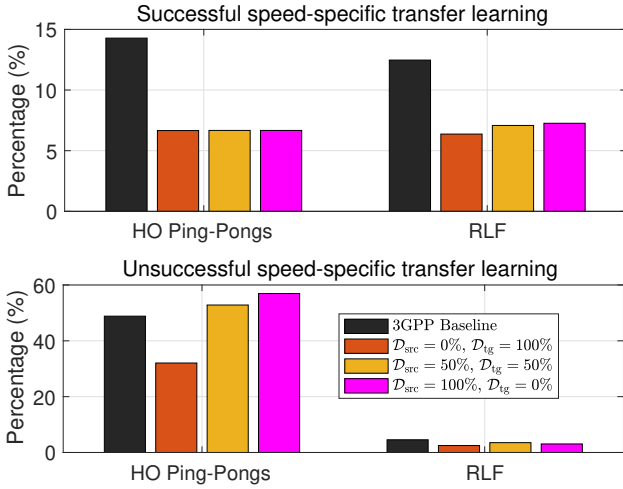 Successful speed-specific transfer learning
Percentage (%)
15
10
5
0
HO Ping-Pongs
RLF
Unsuccessful speed-specific transfer learning
Percentage (%)
60
40
20
0
3GPP Baseline
𝒟src = 0%, 𝒟tg = 100%
𝒟src = 50%, 𝒟tg = 50%
𝒟src = 100%, 𝒟tg = 0%
HO Ping-Pongs
RLF